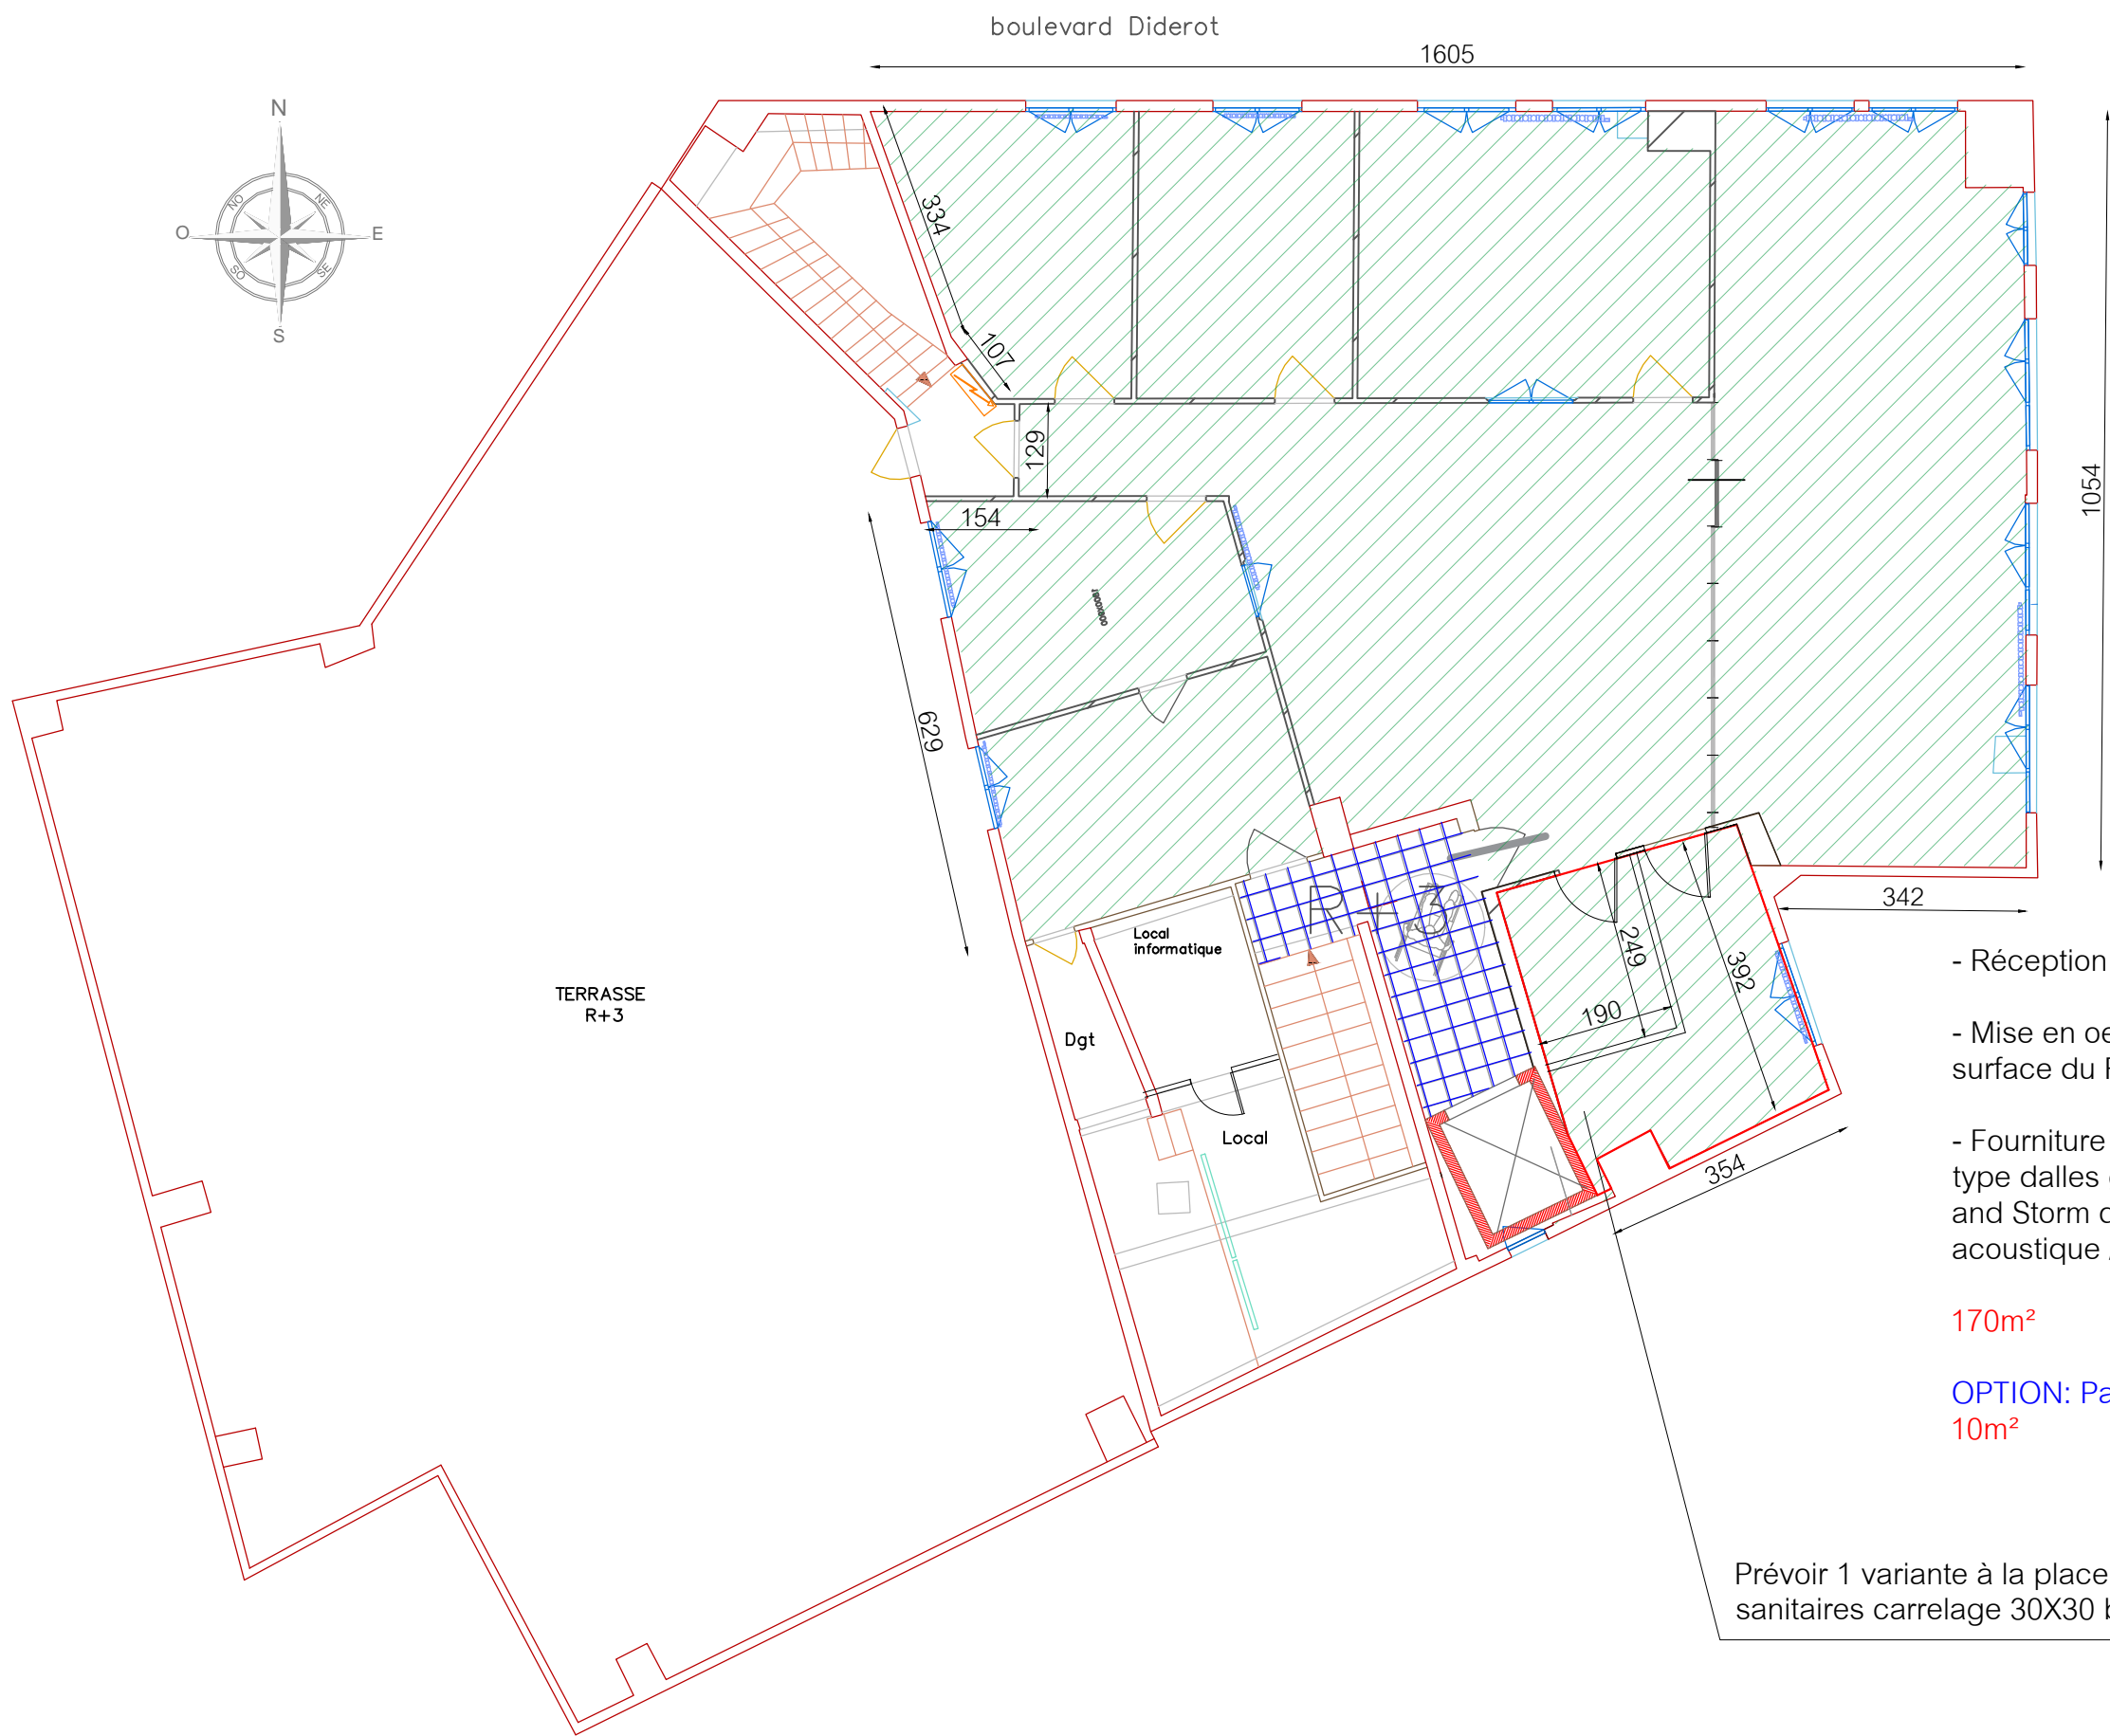 boulevard Diderot
1605
N
NO
NE
O
E
SO
SE
S
334
107
129
1054
154
629
R+3
342
Local
informatique
249
392
- Réception
TERRASSE
R+3
190
Dgt
- Mise en oe
surface du
Local
- Fourniture
354
type dalles
and Storm
acoustique
170m²
OPTION: Pa
10m²
Prévoir 1 variante à la place
sanitaires carrelage 30X30